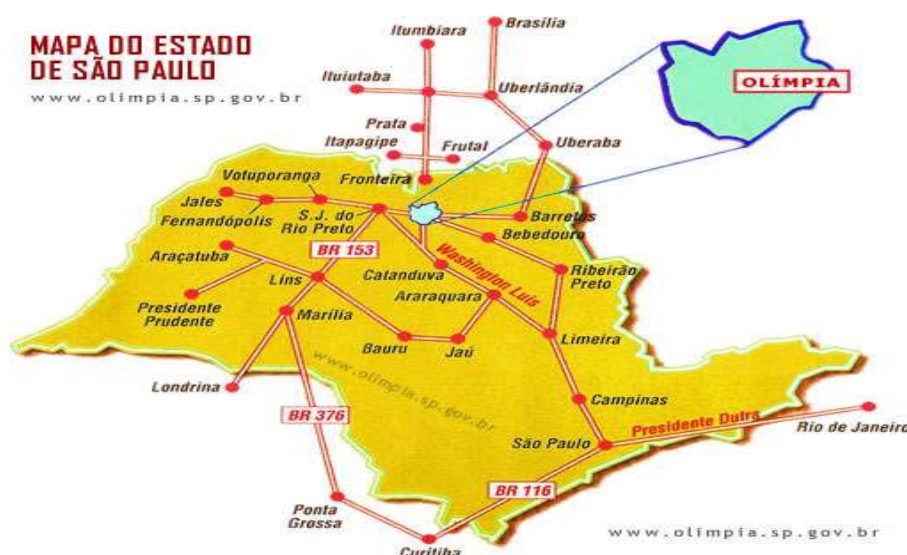 MAPA DO ESTADO
DE SÃO PAULO
www.olimpia.sp.gov.br
Brasília
Itumbiara
Ituiutaba
Uberlândia
OLÍMPIA
Prata
Itapagipe
Frutal
Uberaba
Fronteira
Votuporanga
Jales
Fernandópolis
S.J. do
Rio Preto
Barretos
Bebedouro
BR 153
Araçatuba
Washington Luís
Catanduva
Ribeirão
Preto
Lins
Araraquara
Presidente
Prudente
Marília
Limeira
Bauru
Jaú
www.olimpia.sp.gov.br
Londrina
Campinas
BR 376
Presidente Dutra
Rio de Janeiro
São Paulo
BR 116
Ponta
Grossa
www.olimpia.sp.gov.br
Curitiba